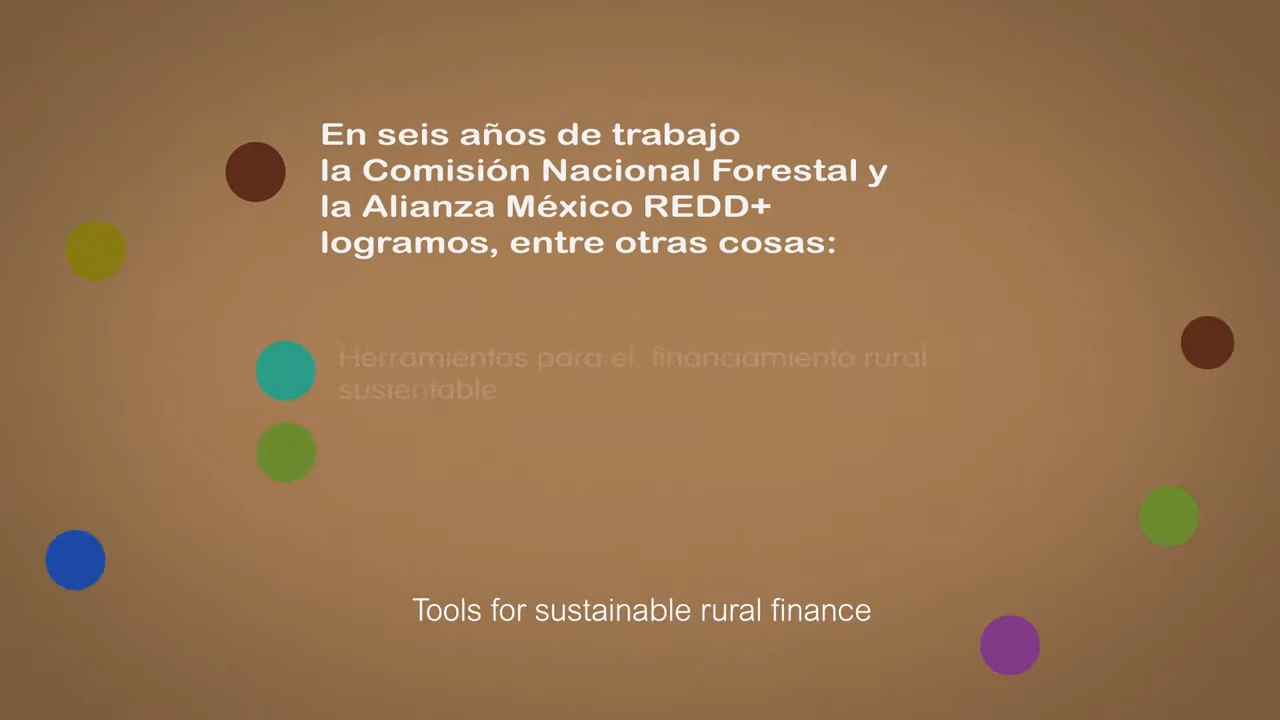 En seis años de trabajo
la Comisión Nacional Forestal y
la Alianza México REDD+
logramos, entre otras cosas:
Herramientas para el financiamiento rural
sustentable
Tools for sustainable rural finance